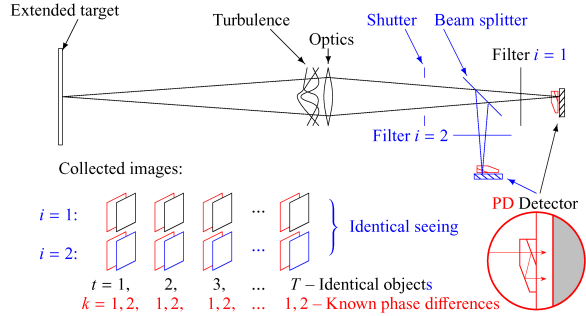 Extended target
Turbulence
Optics
Shutter
Beam splitter
Filter i = 1
Filter i = 2
PD Detector
Collected images:
i = 1:
...
i = 2:
...
Identical seeing
t = 1, 2, 3, ... T – Identical objects
k = 1, 2, 1, 2, 1, 2, ... 1, 2 – Known phase differences